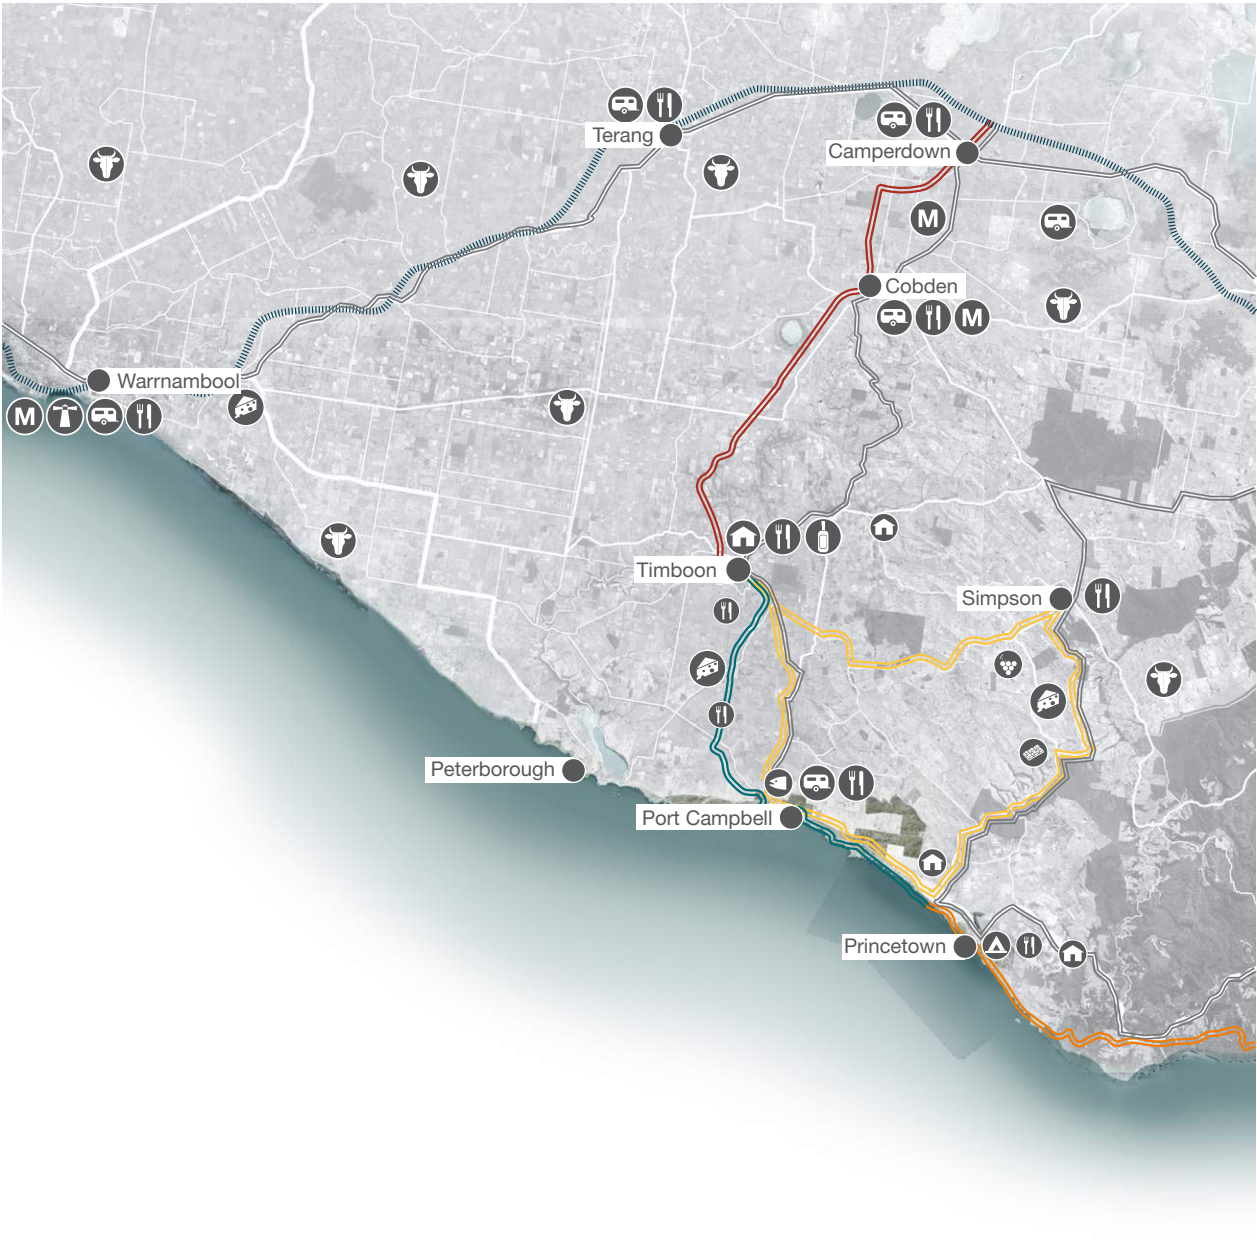 Terang
Camperdown
M
Cobden
M
Warrnambool
M
Timboon
Simpson
Peterborough
Port Campbell
Princetown